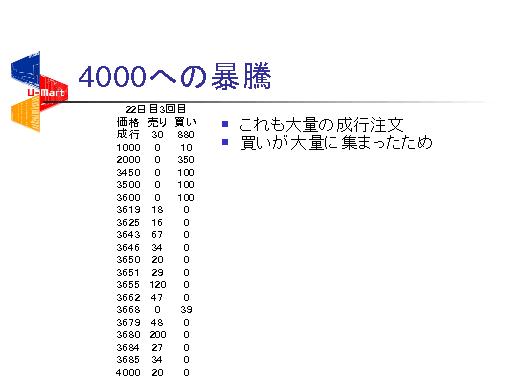 4000への暴騰
U-Mart
22日目3回目
価格 売り 買い
成行 30 880
1000 0 10
2000 0 350
3450 0 100
3500 0 100
3600 0 100
3619 18 0
3625 16 0
3643 67 0
3646 34 0
3650 20 0
3651 29 0
3655 120 0
3662 47 0
3668 0 39
3679 48 0
3680 200 0
3684 27 0
3685 34 0
4000 20 0
これも大量の成行注文
買いが大量に集まったため